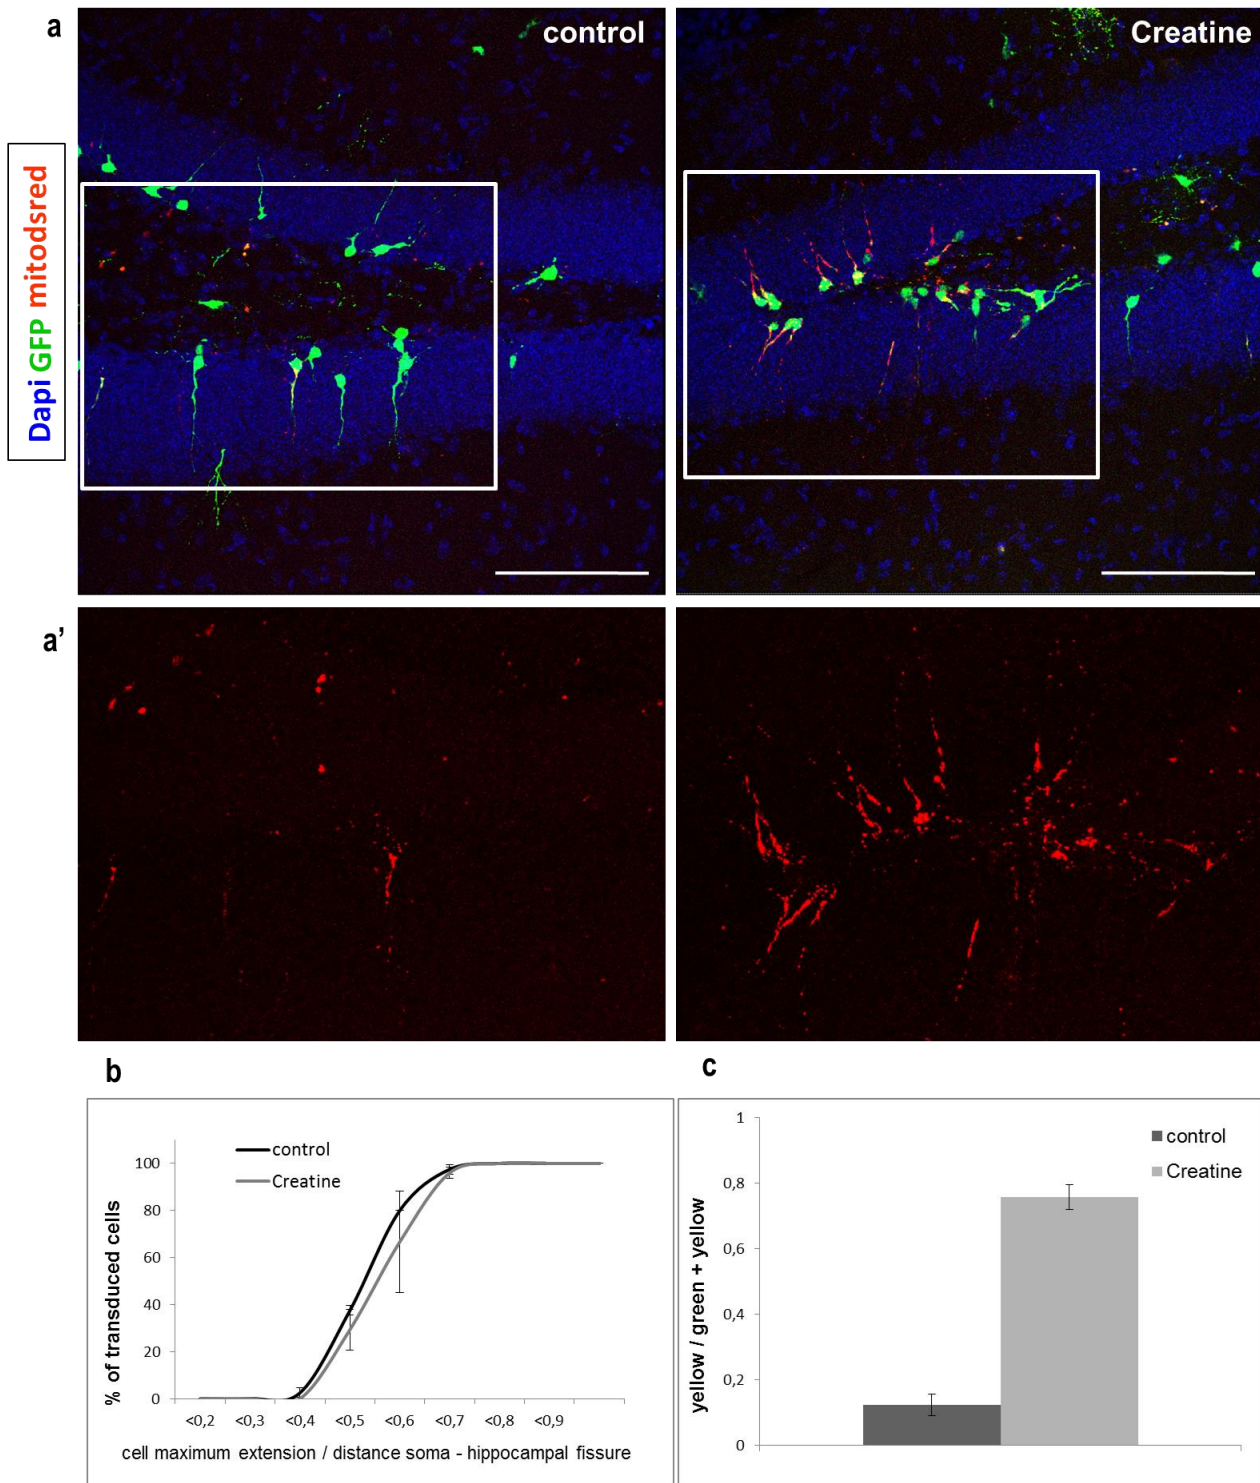 a
control
Creatine
Dapi GFP mitodsred
a'
b
c
control
Creatine
% of transduced cells
100
80
60
40
20
0
<0,2 <0,3 <0,4 <0,5 <0,6 <0,7 <0,8 <0,9
cell maximum extension / distance soma - hippocampal fissure
control
Creatine
yellow / green + yellow
1
0,8
0,6
0,4
0,2
0